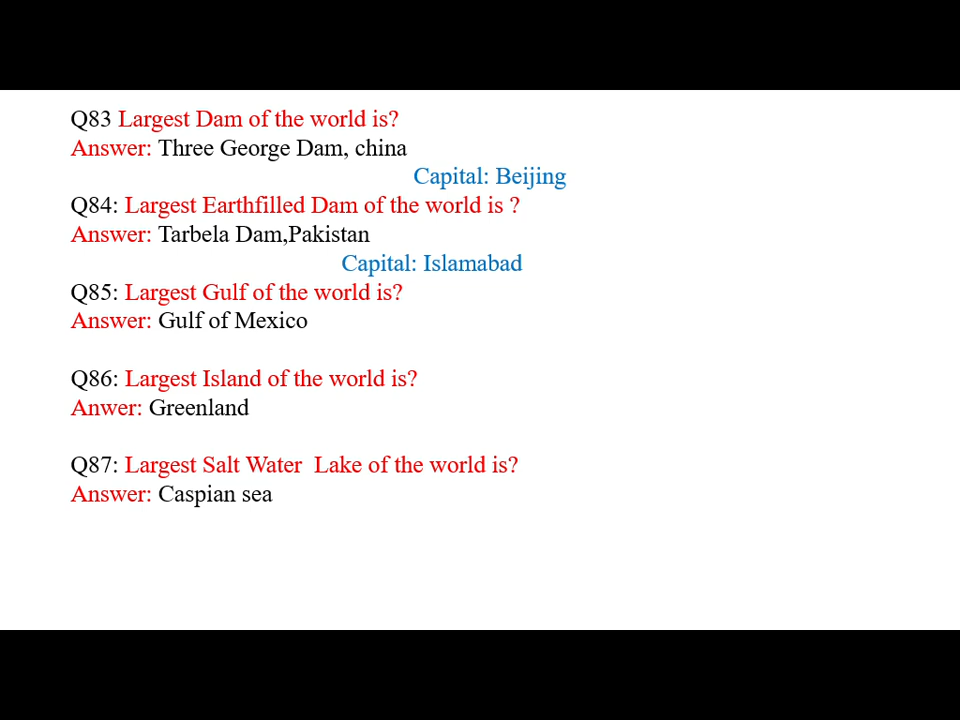 Q83 Largest Dam of the world is?
Answer: Three George Dam, china
Capital: Beijing
Q84: Largest Earthfilled Dam of the world is ?
Answer: Tarbela Dam,Pakistan
Capital: Islamabad
Q85: Largest Gulf of the world is?
Answer: Gulf of Mexico
Q86: Largest Island of the world is?
Anwer: Greenland
Q87: Largest Salt Water  Lake of the world is?
Answer: Caspian sea